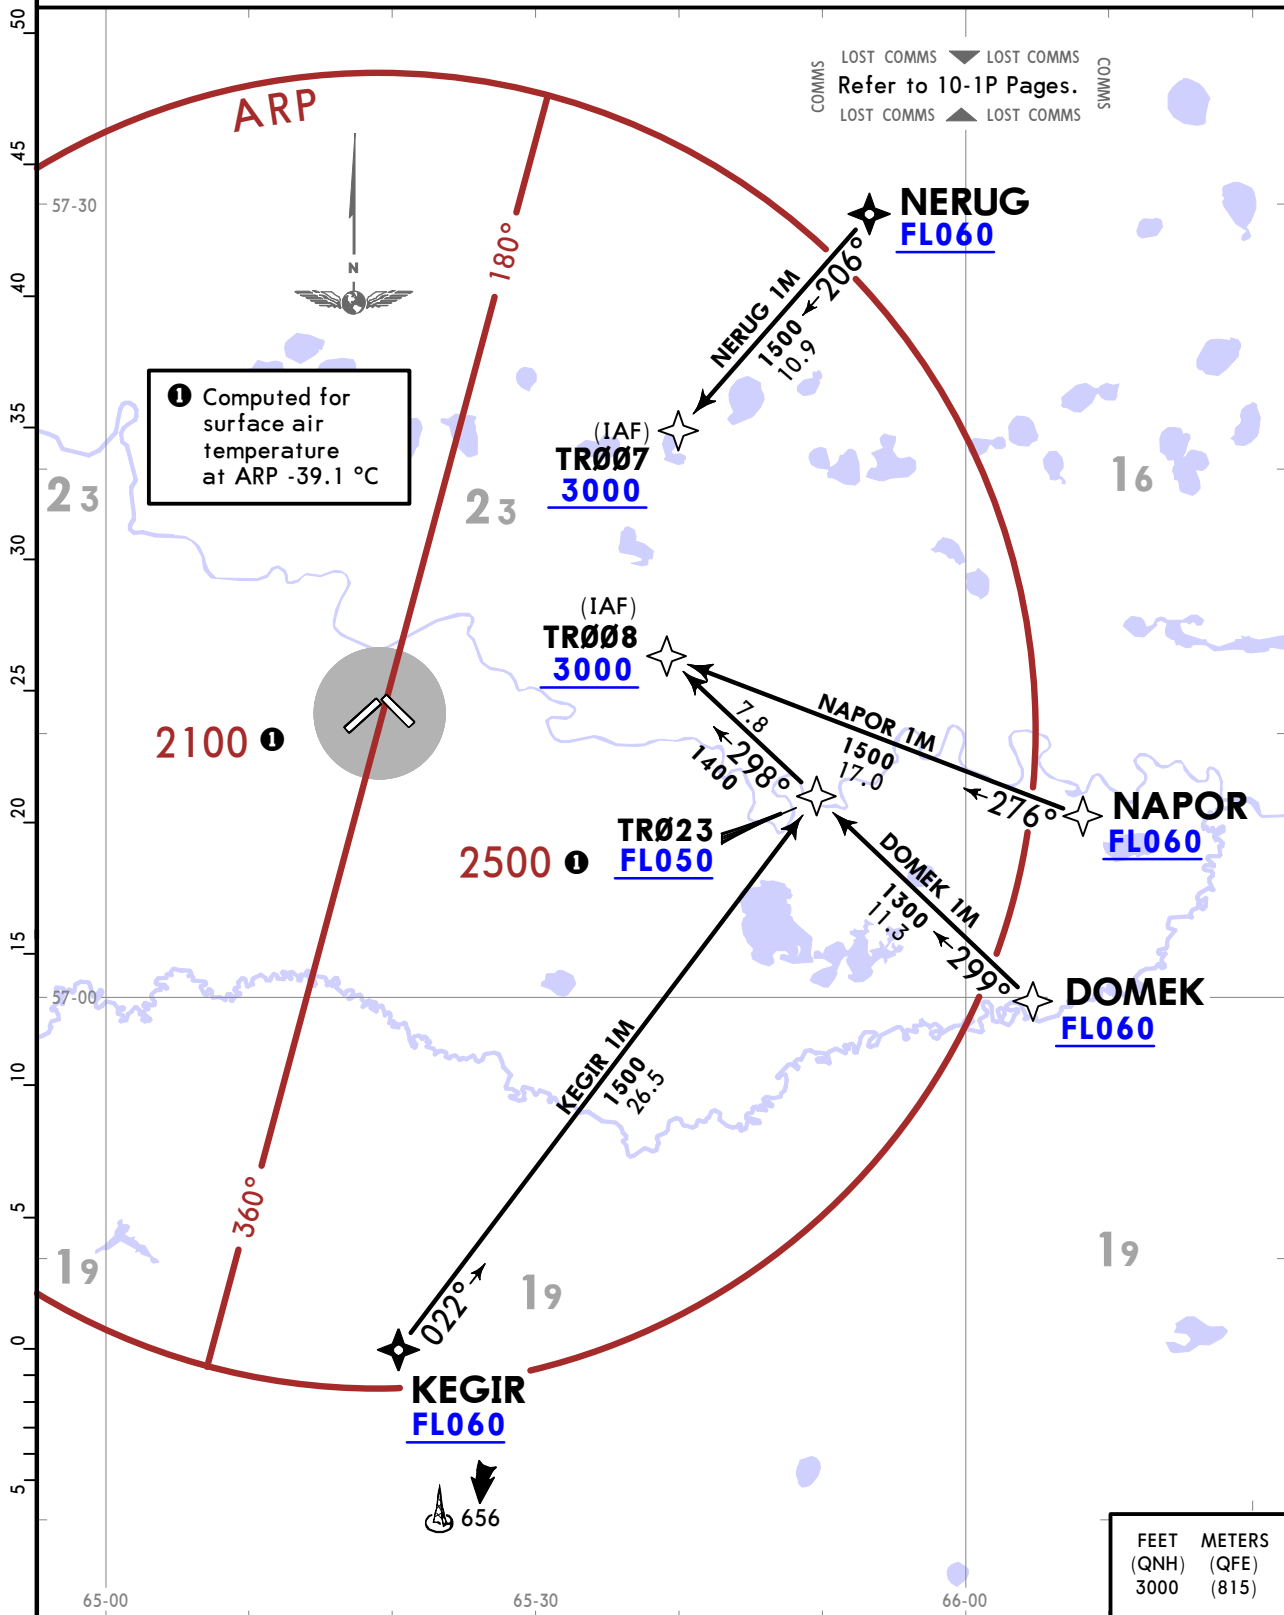 LOST COMMS LOST COMMS
COMMS
Refer to 10-1P Pages.
COMMS
LOST COMMS LOST COMMS
50
45
40
35
30
25
20
15
10
5
0
5
ARP
57-30
180°
N
NERUG
FL060
206°
NERUG 1M
1500
10.9
❶ Computed for
surface air
temperature
at ARP -39.1 °C
(IAF)
TRØØ7
3000
23
23
16
(IAF)
TRØØ8
3000
7.8
298°
1400
NAPOR 1M
1500
17.0
276°
NAPOR
FL060
2100 ❶
TRØ23
FL050
2500 ❶
DOMEK 1M
1300
11.3
299°
DOMEK
FL060
57-00
KEGIR 1M
1500
26.5
360°
022°
19
19
19
KEGIR
FL060
656
FEET METERS
(QNH) (QFE)
3000 (815)
65-00
65-30
66-00